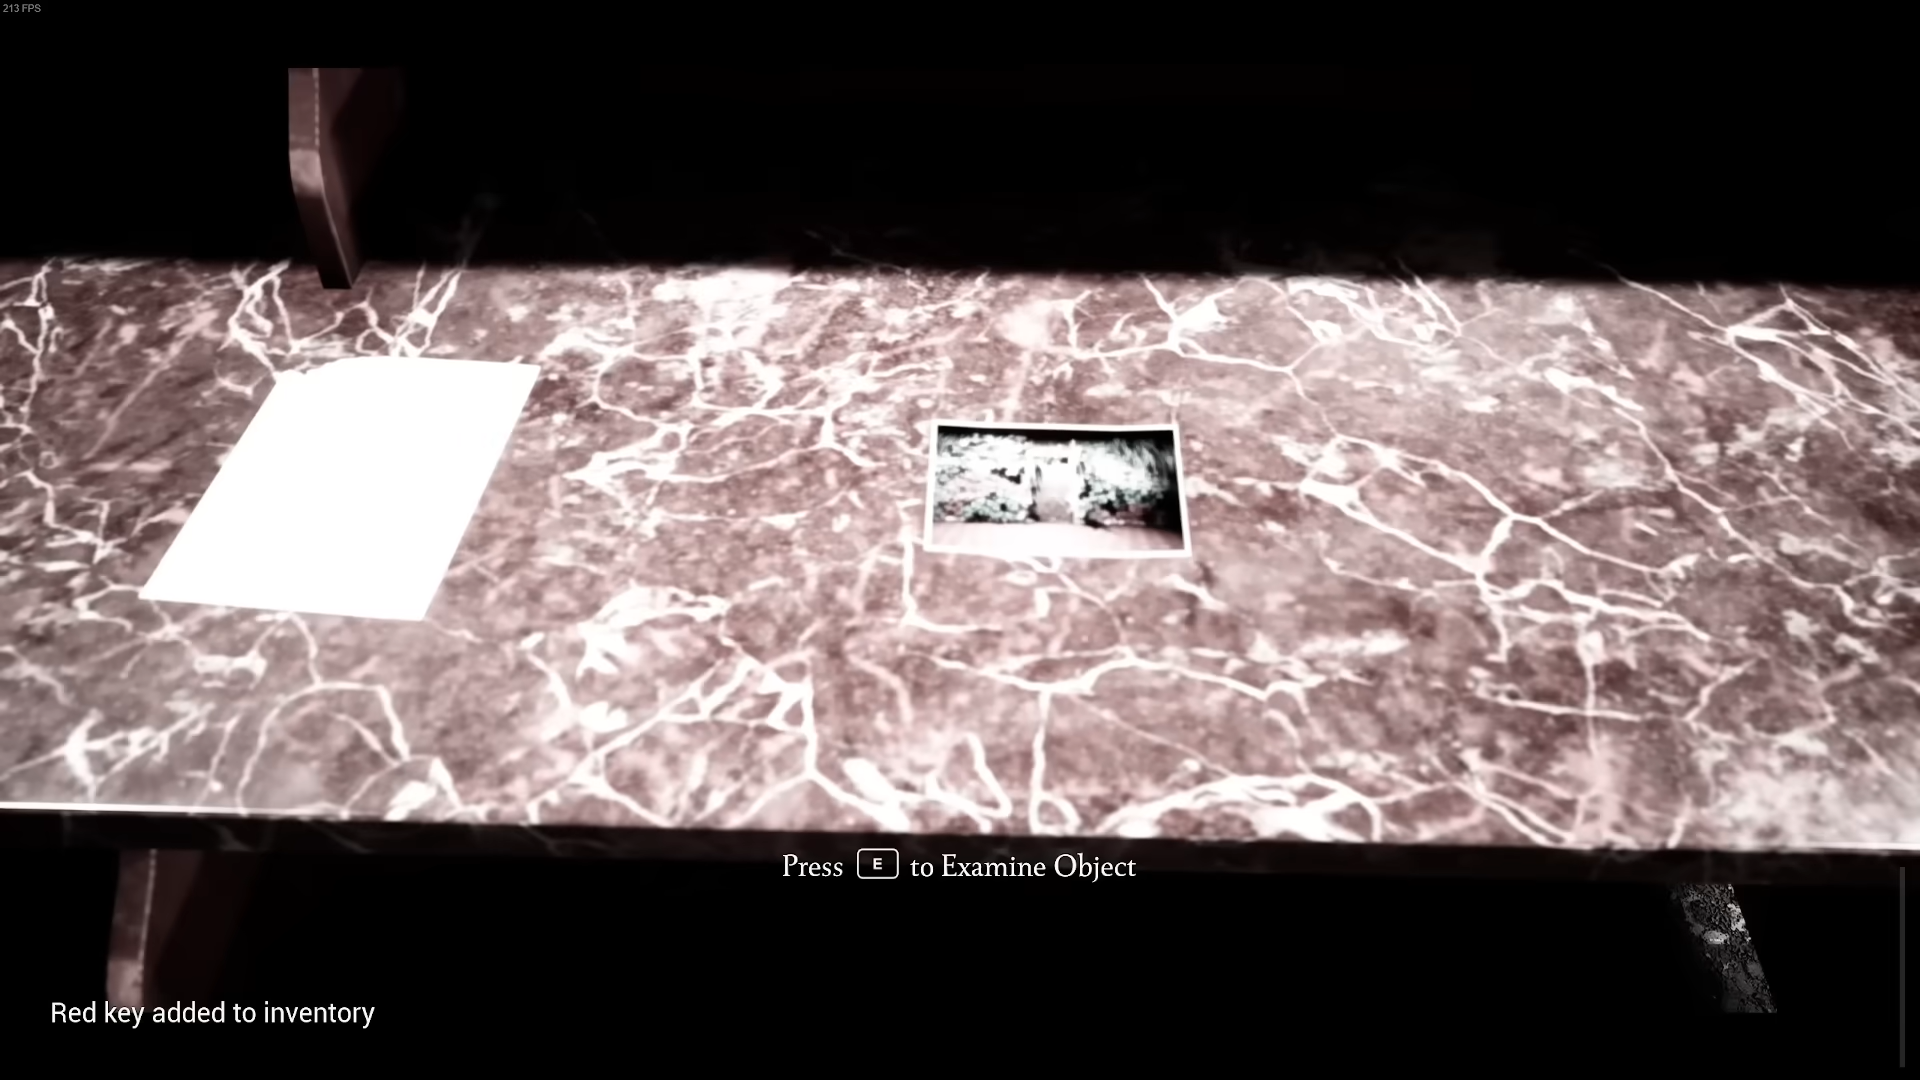 213 FPS
Press E to Examine Object
Red key added to inventory